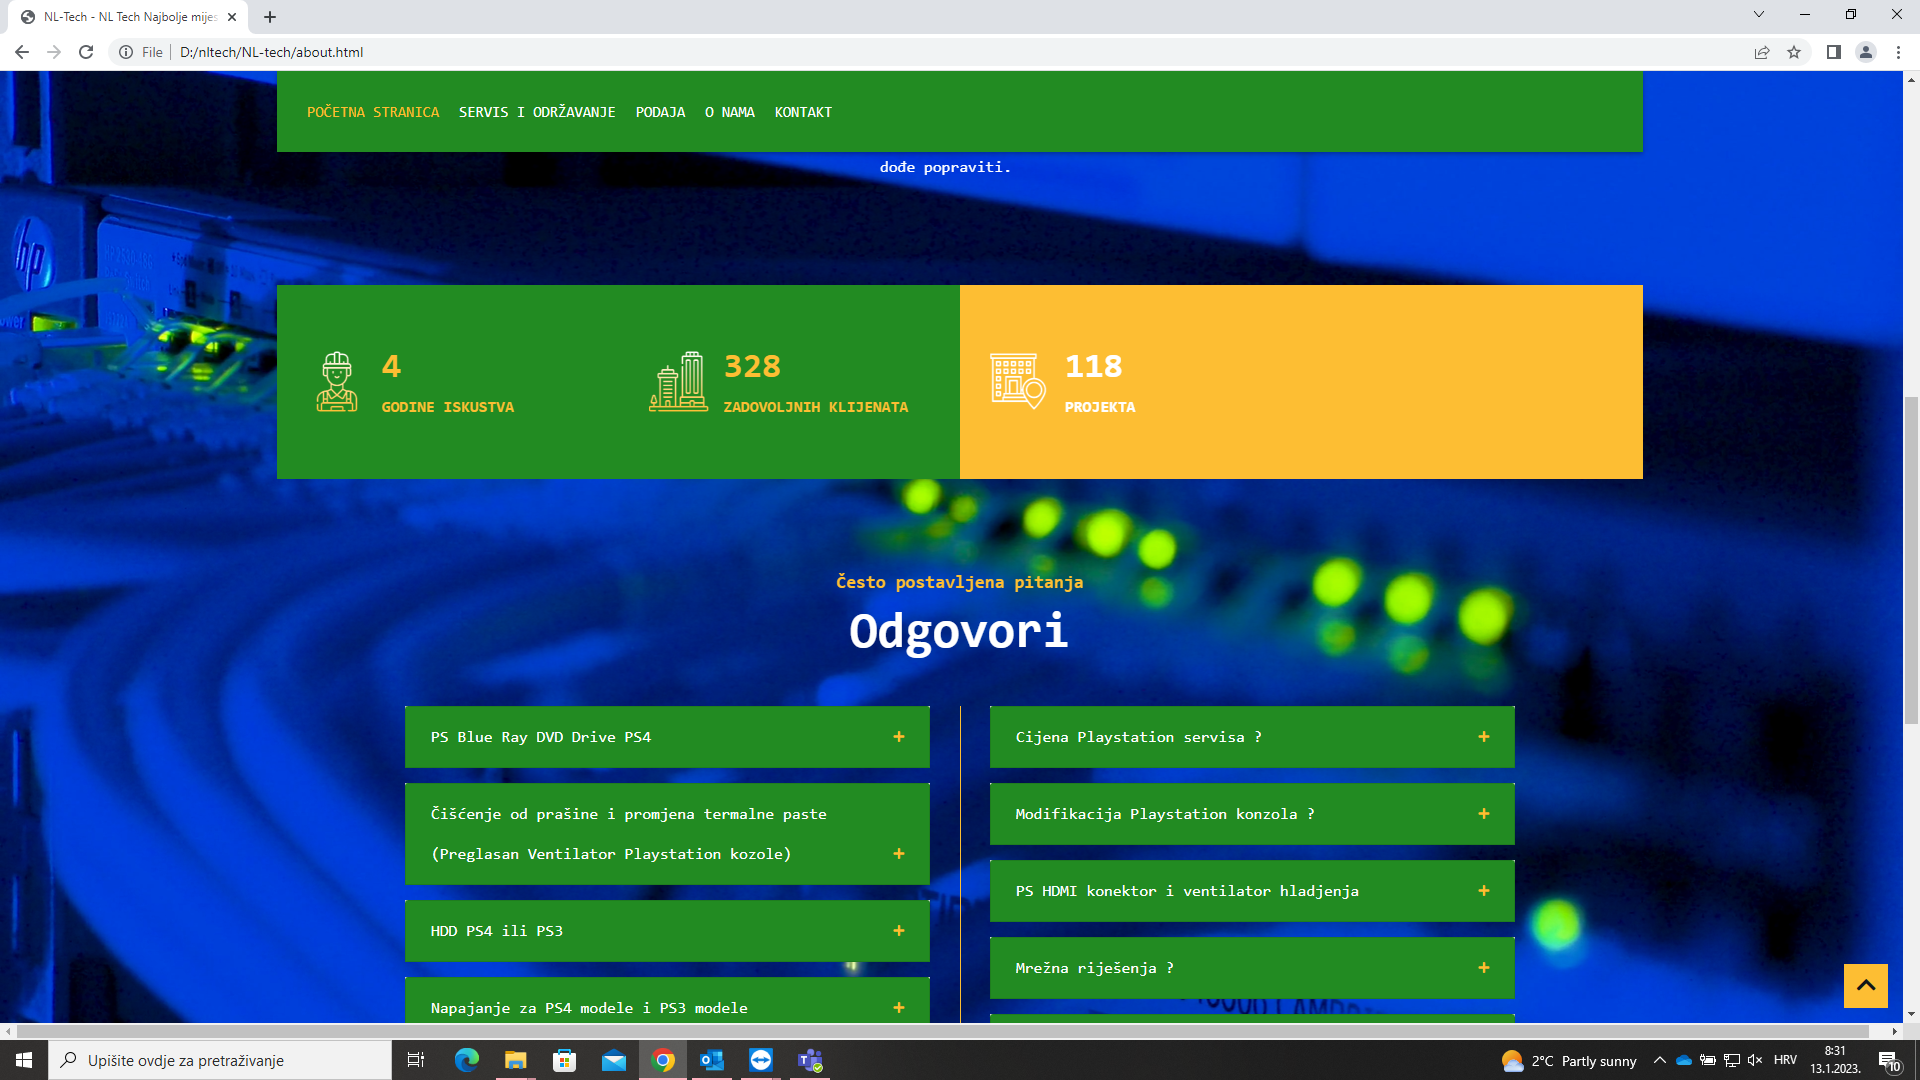 NL-Tech - NL Tech Najbolje mijes
File
D:/nltech/NL-tech/about.html
POČETNA STRANICA SERVIS I ODRŽAVANJE PODAJA O NAMA KONTAKT
dođe popraviti.
hp
4
GODINE ISKUSTVA
328
ZADOVOLJNIH KLIJENATA
118
PROJEKTA
Često postavljena pitanja
Odgovori
PS Blue Ray DVD Drive PS4
Čišćenje od prašine i promjena termalne paste
(Preglasan Ventilator Playstation kozole)
HDD PS4 ili PS3
Napajanje za PS4 modele i PS3 modele
Cijena Playstation servisa ?
Modifikacija Playstation konzola ?
PS HDMI konektor i ventilator hladjenja
Mrežna riješenja ?
Upišite ovdje za pretraživanje
2°C Partly sunny
HRV
8:31
13.1.2023.
10